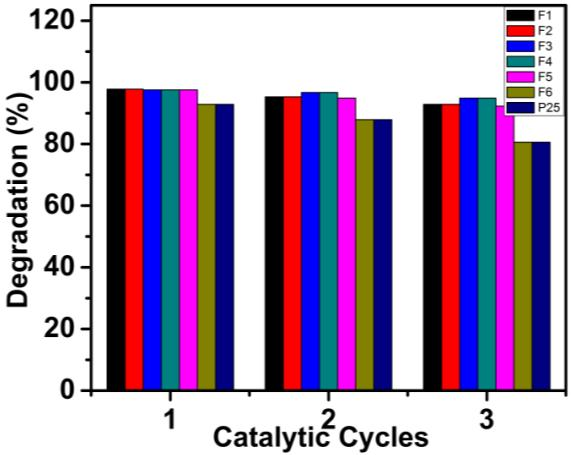 120
100
80
60
40
20
0
Degradation (%)
1
2
3
Catalytic Cycles
F1
F2
F3
F4
F5
F6
P25